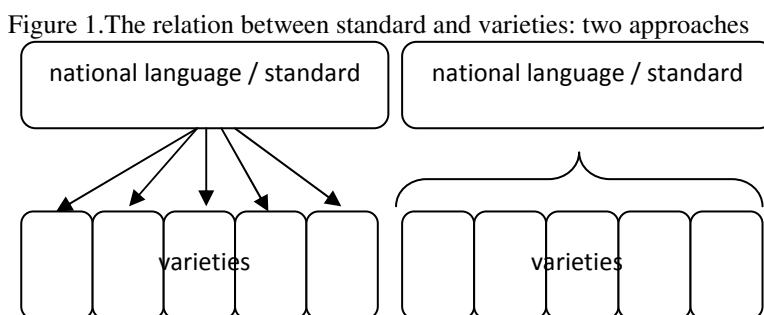 Figure 1.The relation between standard and varieties: two approaches
national language / standard
national language / standard
varieties
varieties